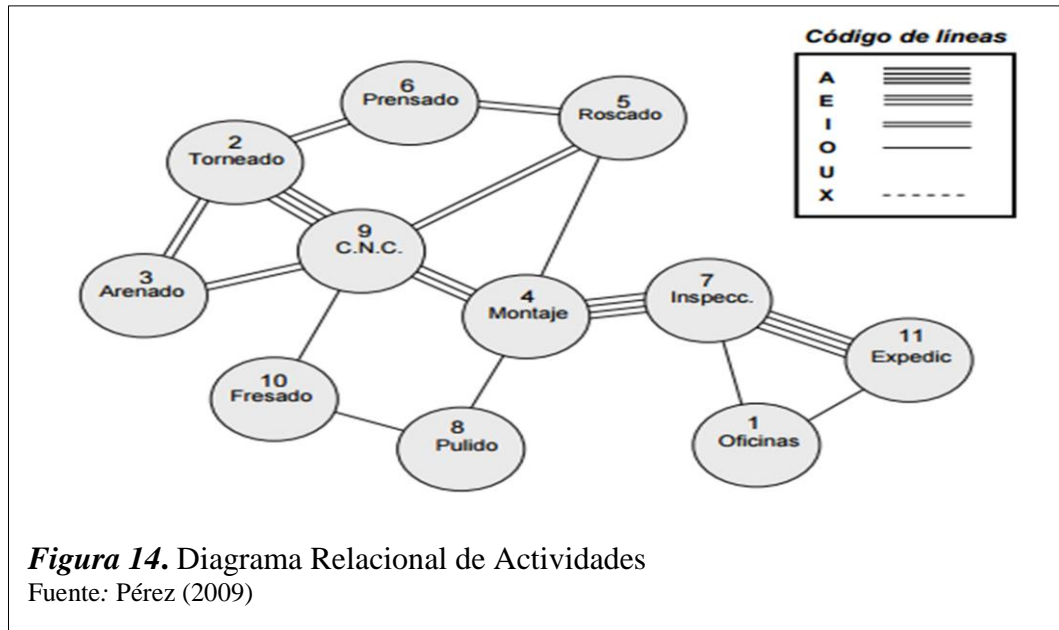 Código de líneas
A
E
I
O
U
X
6
Prensado
5
Roscado
2
Torneado
9
C.N.C.
3
Arenado
4
Montaje
7
Inspecc.
11
Expedic
10
Fresado
8
Pulido
1
Oficinas
Figura 14. Diagrama Relacional de Actividades
Fuente: Pérez (2009)